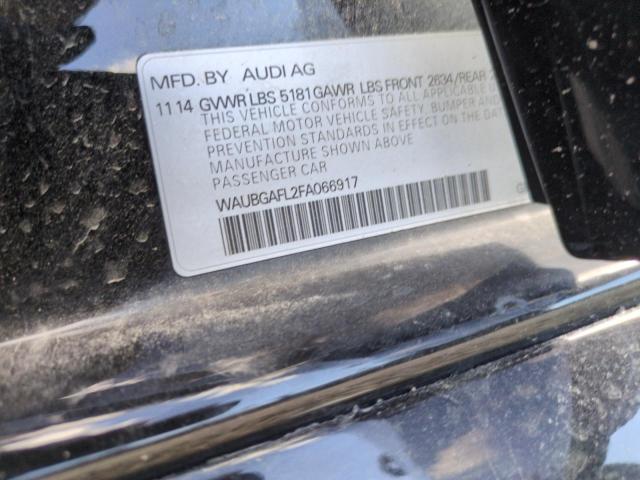 MFD. BY AUDI AG
11 14 GVWR LBS 5181 GAWR LBS FRONT 2634/REAR
THIS VEHICLE CONFORMS TO ALL APPLICABLE
FEDERAL MOTOR VEHICLE SAFETY, BUMPER AND
PREVENTION STANDARDS IN EFFECT ON THE
MANUFACTURE SHOWN ABOVE
PASSENGER CAR
WAUBGAFL2FA066917